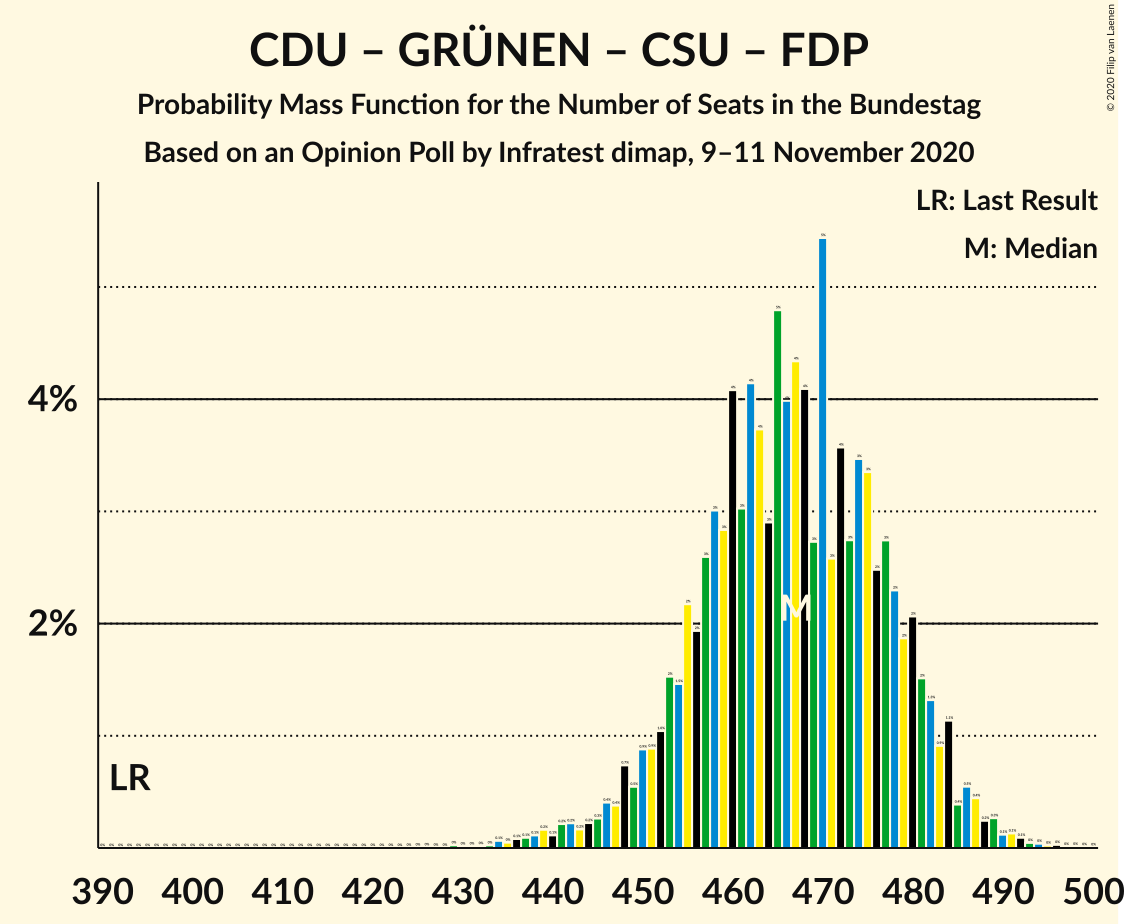 CDU – GRÜNEN – CSU – FDP
Probability Mass Function for the Number of Seats in the Bundestag
Based on an Opinion Poll by Infratest dimap, 9–11 November 2020
© 2020 Filip van Laenen
LR: Last Result
M: Median
4%
2%
LR
M
390 400 410 420 430 440 450 460 470 480 490 500